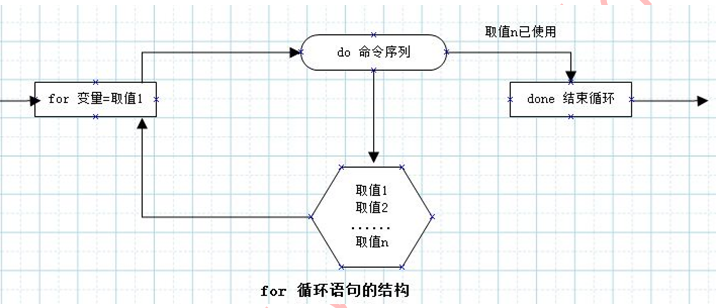 取值n已使用
do 命令序列
for 变量=取值1
done 结束循环
取值1
取值2
......
取值n
for 循环语句的结构